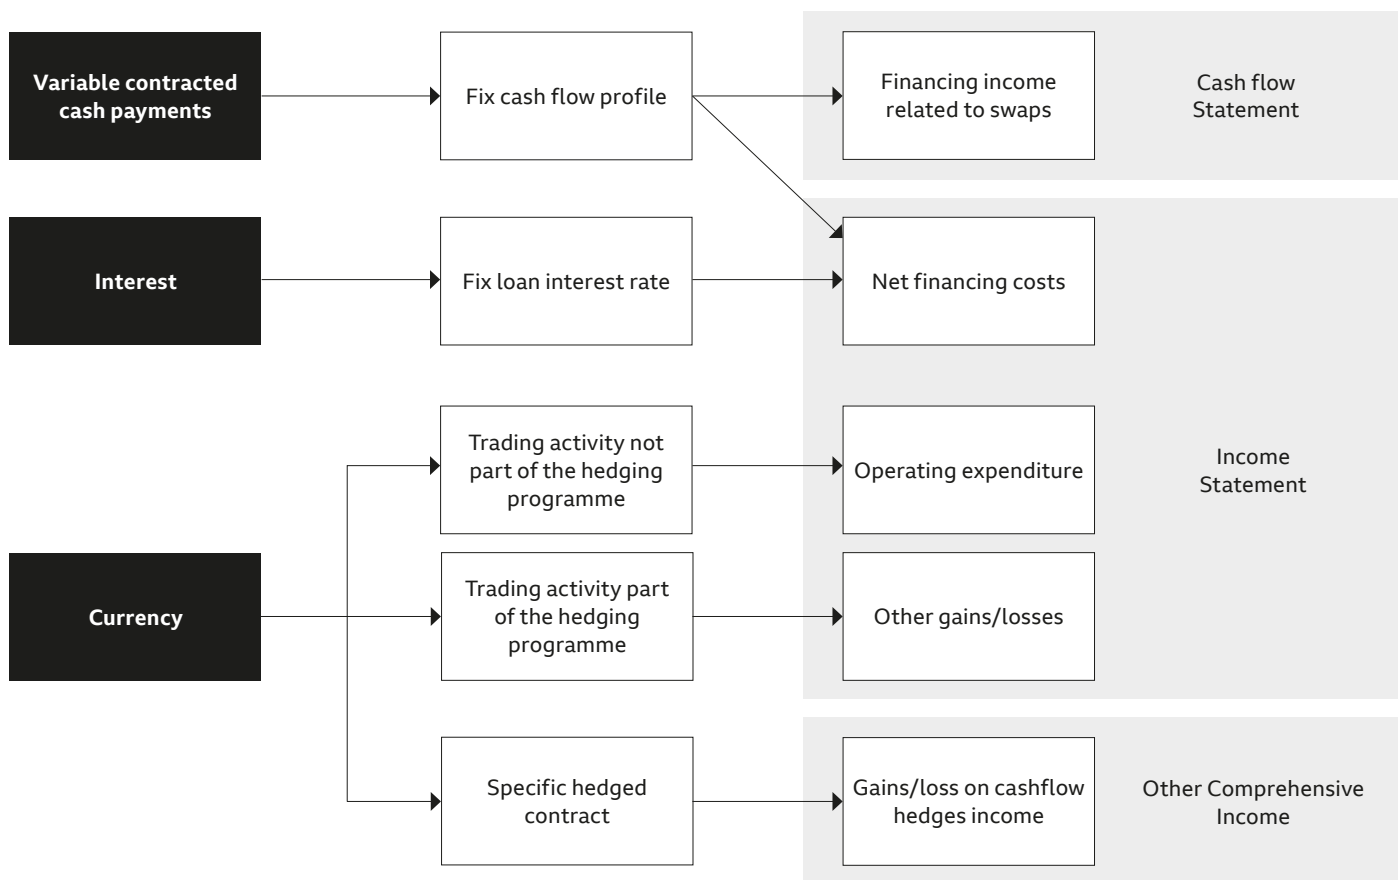 Variable contracted
cash payments
Fix cash flow profile
Financing income
related to swaps
Cash flow
Statement
Interest
Fix loan interest rate
Net financing costs
Trading activity not
part of the hedging
programme
Operating expenditure
Income
Statement
Currency
Trading activity part
of the hedging
programme
Other gains/losses
Specific hedged
contract
Gains/loss on cashflow
hedges income
Other Comprehensive
Income